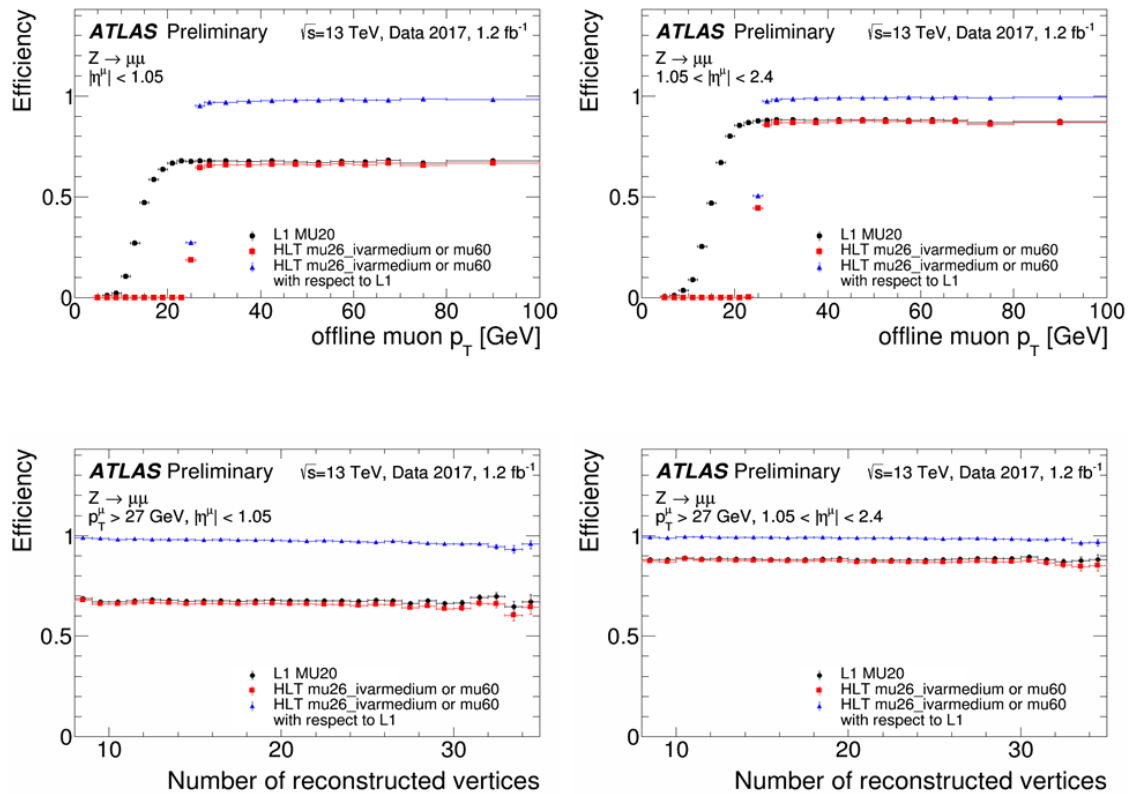 ATLAS Preliminary
√s=13 TeV, Data 2017, 1.2 fb⁻¹
Z → μμ
|η^μ| < 1.05
Efficiency
1
0.5
0
L1 MU20
HLT mu26_ivarmedium or mu60
HLT mu26_ivarmedium or mu60
with respect to L1
0 20 40 60 80 100
offline muon p_T [GeV]
ATLAS Preliminary
√s=13 TeV, Data 2017, 1.2 fb⁻¹
Z → μμ
1.05 < |η^μ| < 2.4
Efficiency
1
0.5
0
L1 MU20
HLT mu26_ivarmedium or mu60
HLT mu26_ivarmedium or mu60
with respect to L1
0 20 40 60 80 100
offline muon p_T [GeV]
ATLAS Preliminary
√s=13 TeV, Data 2017, 1.2 fb⁻¹
Z → μμ
p_T^μ > 27 GeV, |η^μ| < 1.05
Efficiency
1
0.5
0
L1 MU20
HLT mu26_ivarmedium or mu60
HLT mu26_ivarmedium or mu60
with respect to L1
10 20 30
Number of reconstructed vertices
ATLAS Preliminary
√s=13 TeV, Data 2017, 1.2 fb⁻¹
Z → μμ
p_T^μ > 27 GeV, 1.05 < |η^μ| < 2.4
Efficiency
1
0.5
0
L1 MU20
HLT mu26_ivarmedium or mu60
HLT mu26_ivarmedium or mu60
with respect to L1
10 20 30
Number of reconstructed vertices